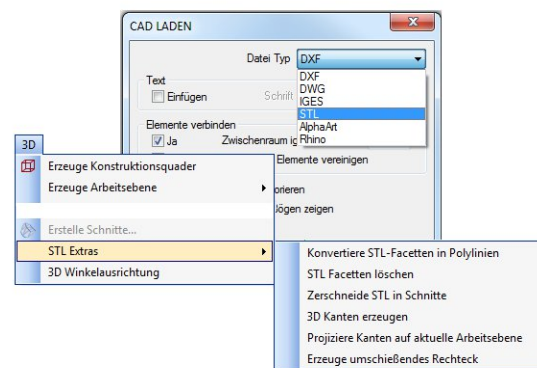 CAD LADEN
Datei Typ DXF
DXF
DWG
IGES
STL
AlphaArt
Rhino
Text
Einfügen Schrift
Elemente verbinden
Ja Zwischenraum ig
Elemente vereinigen
orieren
Bögen zeigen
3D
Erzeuge Konstruktionsquader
Erzeuge Arbeitsebene
Erstelle Schnitte...
STL Extras
3D Winkelausrichtung
Konvertiere STL-Facetten in Polylinien
STL Facetten löschen
Zerschneide STL in Schnitte
3D Kanten erzeugen
Projiziere Kanten auf aktuelle Arbeitsebene
Erzeuge umschießendes Rechteck